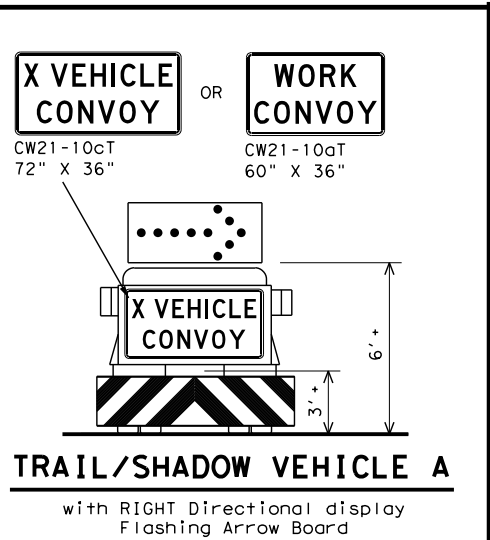 X VEHICLE
CONVOY
OR
WORK
CONVOY
CW21-10cT
72" X 36"
CW21-10aT
60" X 36"
X VEHICLE
CONVOY
6'+
3'+
TRAIL/SHADOW VEHICLE A
with RIGHT Directional display
Flashing Arrow Board